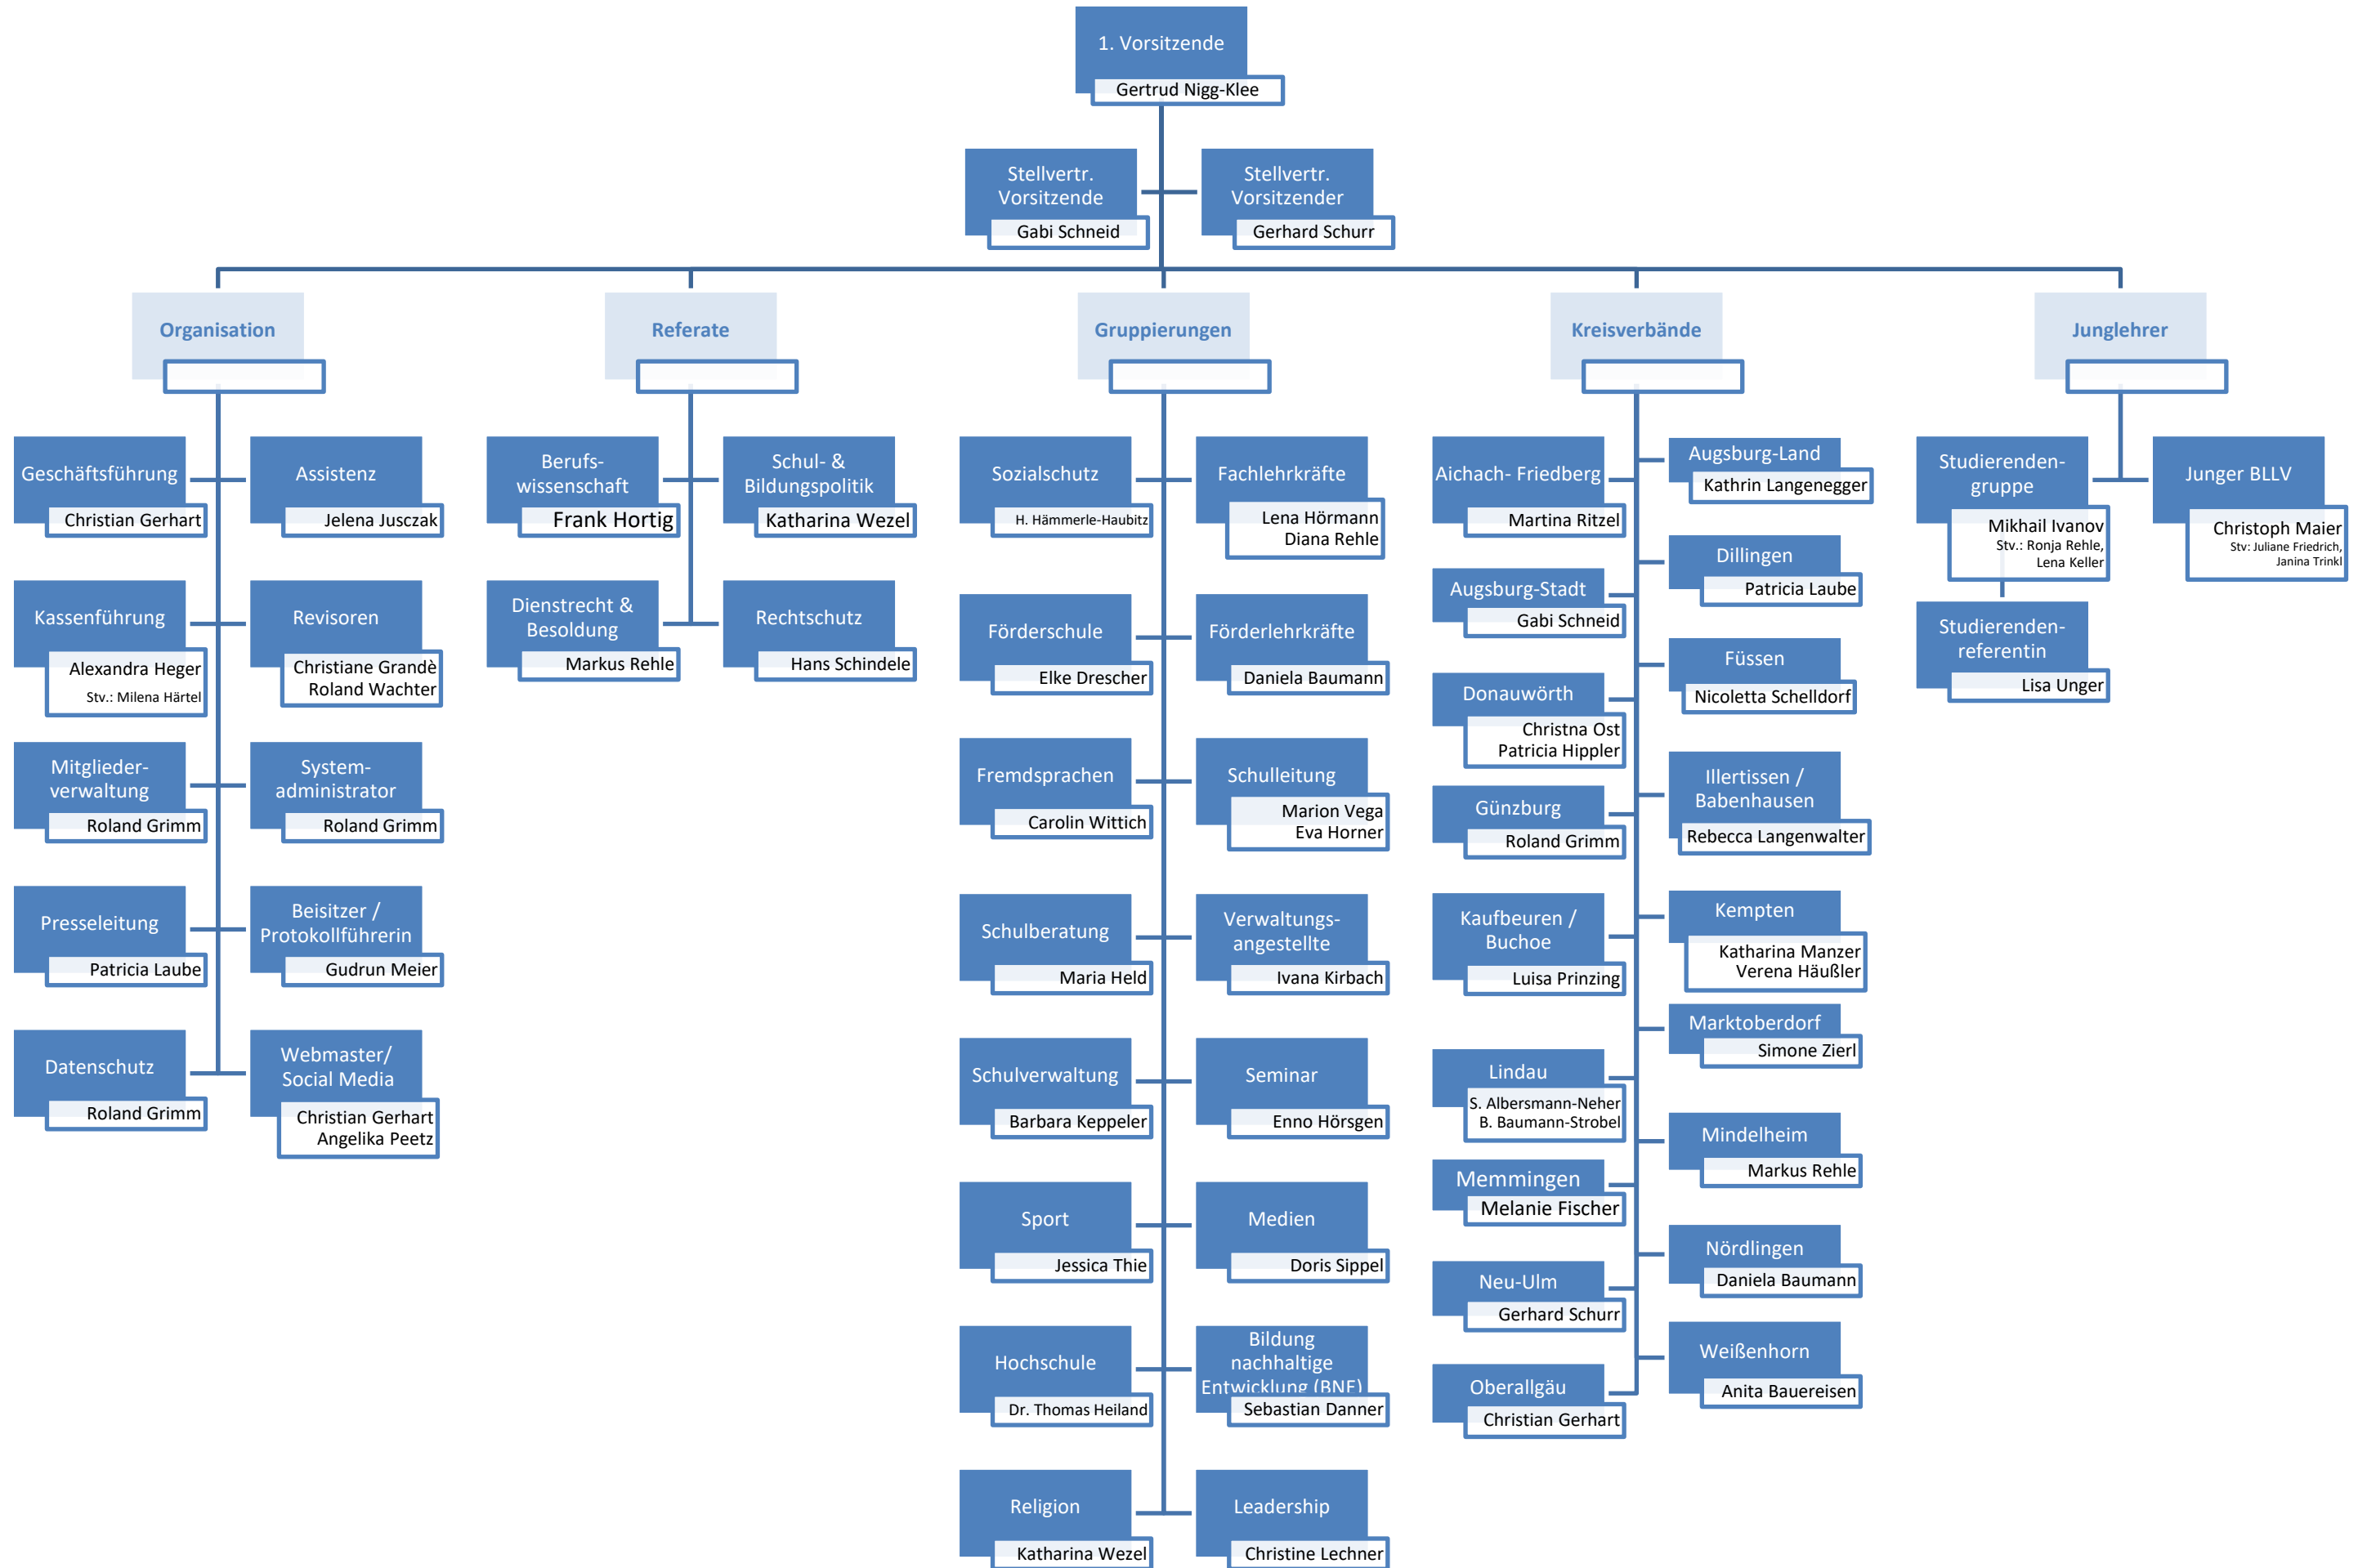 1. Vorsitzende
Gertrud Nigg-Klee
Stellvertr.
Vorsitzende
Gabi Schneid
Stellvertr.
Vorsitzender
Gerhard Schurr
Organisation
Geschäftsführung
Christian Gerhart
Assistenz
Jelena Jusczak
Kassenführung
Alexandra Heger
Stv.: Milena Härtel
Revisoren
Christiane Grandè
Roland Wachter
Mitglieder-
verwaltung
Roland Grimm
System-
administrator
Roland Grimm
Presseleitung
Patricia Laube
Beisitzer /
Protokollführerin
Gudrun Meier
Datenschutz
Roland Grimm
Webmaster/
Social Media
Christian Gerhart
Angelika Peetz
Referate
Berufs-
wissenschaft
Frank Hortig
Schul- &
Bildungspolitik
Katharina Wezel
Dienstrecht &
Besoldung
Markus Rehle
Rechtschutz
Hans Schindele
Gruppierungen
Sozialschutz
H. Hämmerle-Haubitz
Fachlehrkräfte
Lena Hörmann
Diana Rehle
Förderschule
Elke Drescher
Förderlehrkräfte
Daniela Baumann
Fremdsprachen
Carolin Wittich
Schulleitung
Marion Vega
Eva Horner
Schulberatung
Maria Held
Verwaltungs-
angestellte
Ivana Kirbach
Schulverwaltung
Barbara Keppeler
Seminar
Enno Hörsgen
Sport
Jessica Thie
Medien
Doris Sippel
Hochschule
Dr. Thomas Heiland
Bildung
nachhaltige
Entwicklung (BNE)
Sebastian Danner
Religion
Katharina Wezel
Leadership
Christine Lechner
Kreisverbände
Aichach- Friedberg
Martina Ritzel
Augsburg-Land
Kathrin Langenegger
Augsburg-Stadt
Gabi Schneid
Dillingen
Patricia Laube
Donauwörth
Christna Ost
Patricia Hippler
Füssen
Nicoletta Schelldorf
Günzburg
Roland Grimm
Illertissen /
Babenhausen
Rebecca Langenwalter
Kaufbeuren /
Buchoe
Luisa Prinzing
Kempten
Katharina Manzer
Verena Häußler
Lindau
S. Albersmann-Neher
B. Baumann-Strobel
Marktoberdorf
Simone Zierl
Memmingen
Melanie Fischer
Mindelheim
Markus Rehle
Neu-Ulm
Gerhard Schurr
Nördlingen
Daniela Baumann
Oberallgäu
Christian Gerhart
Weißenhorn
Anita Bauereisen
Junglehrer
Studierenden-
gruppe
Mikhail Ivanov
Stv.: Ronja Rehle,
Lena Keller
Junger BLLV
Christoph Maier
Stv: Juliane Friedrich,
Janina Trinkl
Studierenden-
referentin
Lisa Unger